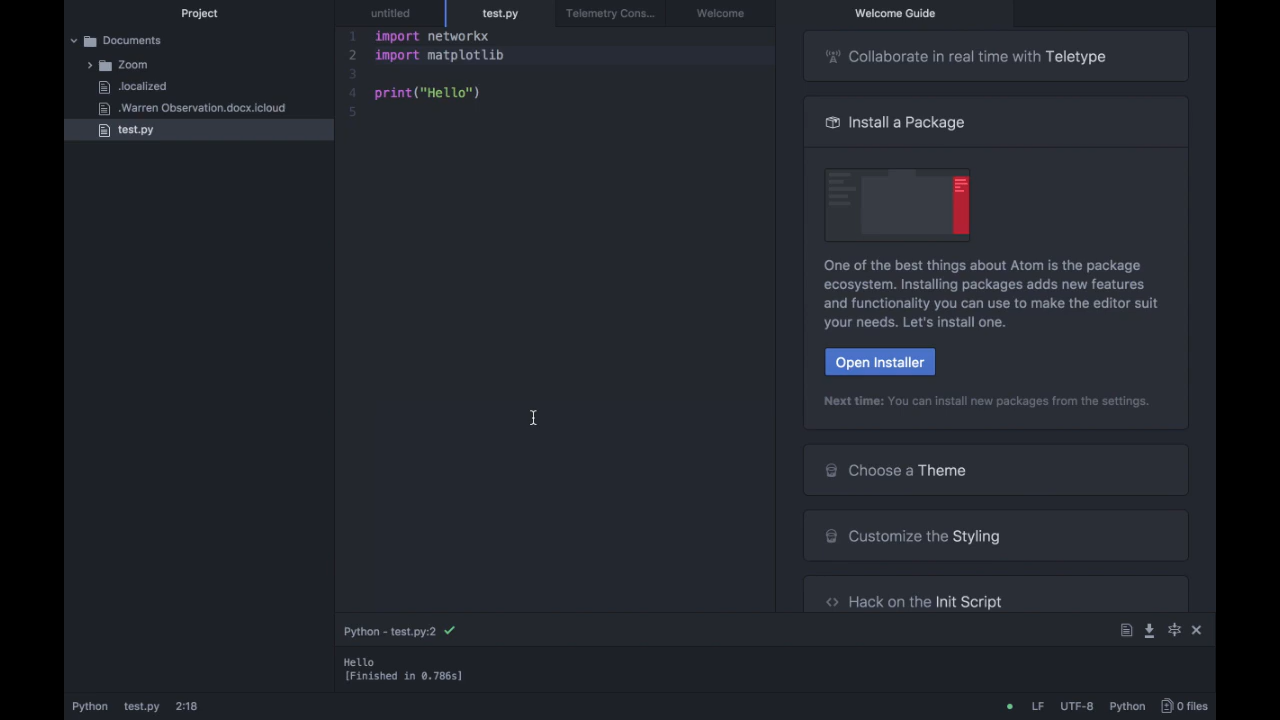 Project
Documents
Zoom
.localized
.Warren Observation.docx.icloud
test.py
untitled
test.py
Telemetry Cons...
Welcome
Welcome Guide
1 import networkx
2 import matplotlib
3
4 print("Hello")
5
Collaborate in real time with Teletype
Install a Package
One of the best things about Atom is the package
ecosystem. Installing packages adds new features
and functionality you can use to make the editor suit
your needs. Let's install one.
Open Installer
Next time: You can install new packages from the settings.
Choose a Theme
Customize the Styling
Hack on the Init Script
Python - test.py:2
Hello
[Finished in 0.786s]
Python test.py 2:18
LF UTF-8 Python 0 files